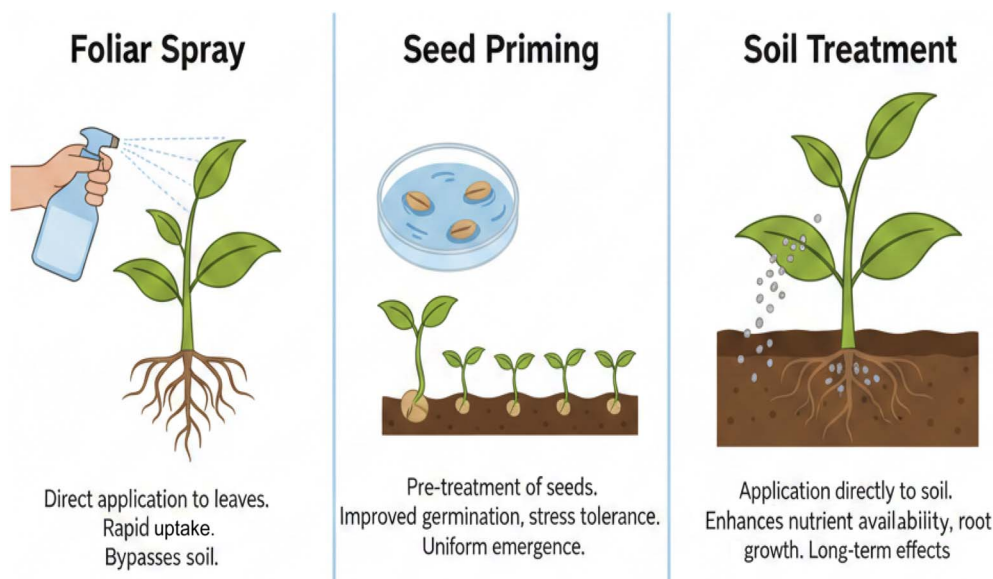 Foliar Spray
Direct application to leaves.
Rapid uptake.
Bypasses soil.
Seed Priming
Pre-treatment of seeds.
Improved germination, stress tolerance.
Uniform emergence.
Soil Treatment
Application directly to soil.
Enhances nutrient availability, root
growth. Long-term effects